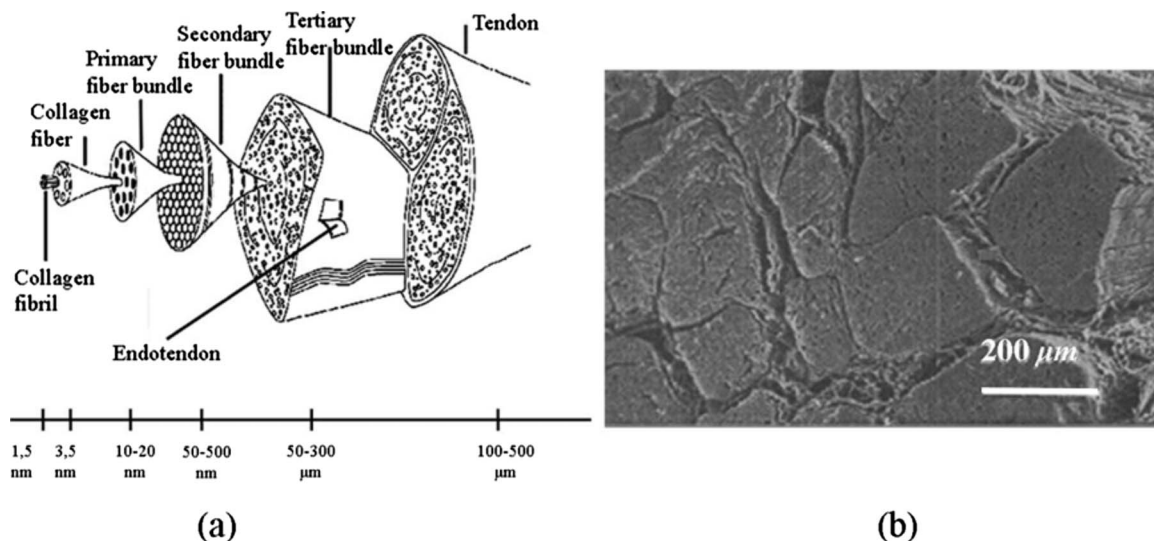 Tendon
Tertiary
fiber bundle
Secondary
fiber bundle
Primary
fiber bundle
Collagen
fiber
Collagen
fibril
Endotendon
1,5 3,5 10-20 50-500 50-300 100-500
nm nm nm nm μm μm
200 μm
(a) (b)